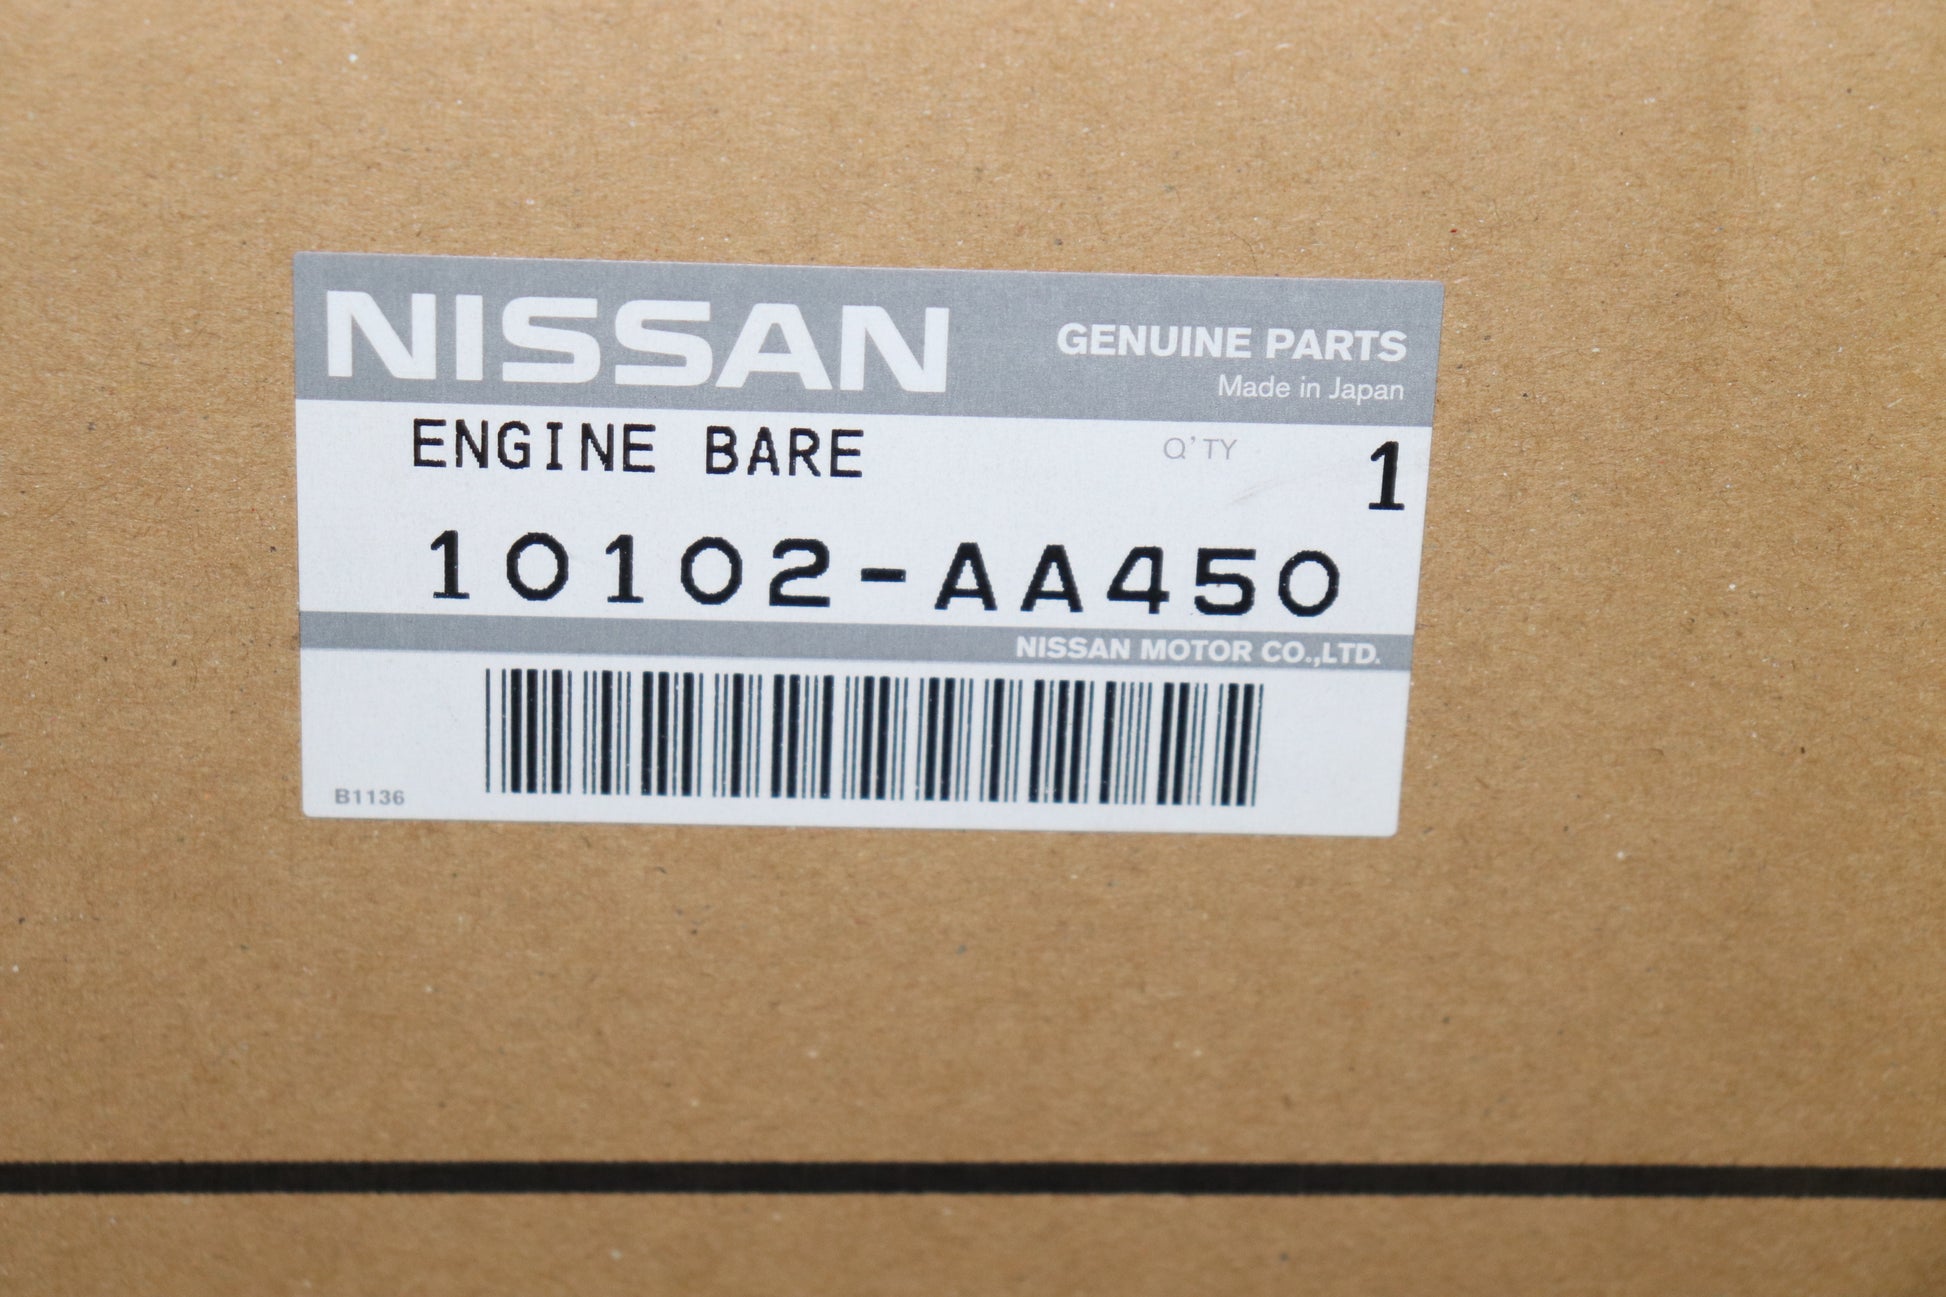 NISSAN GENUINE PARTS
Made in Japan
ENGINE BARE Q'TY 1
10102-AA450
NISSAN MOTOR CO.,LTD.
B1136